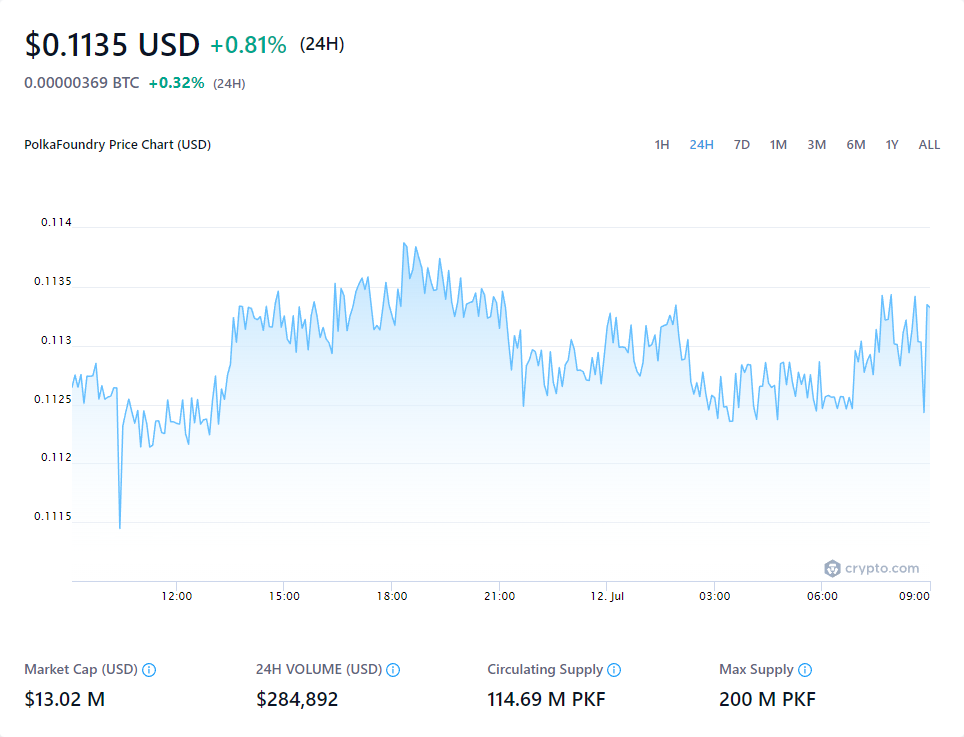 $0.1135 USD +0.81% (24H)
0.00000369 BTC +0.32% (24H)
PolkaFoundry Price Chart (USD) 1H 24H 7D 1M 3M 6M 1Y ALL
0.114
0.1135
0.113
0.1125
0.112
0.1115
crypto.com
12:00 15:00 18:00 21:00 12. Jul 03:00 06:00 09:00
Market Cap (USD) 24H VOLUME (USD) Circulating Supply Max Supply
$13.02 M $284,892 114.69 M PKF 200 M PKF